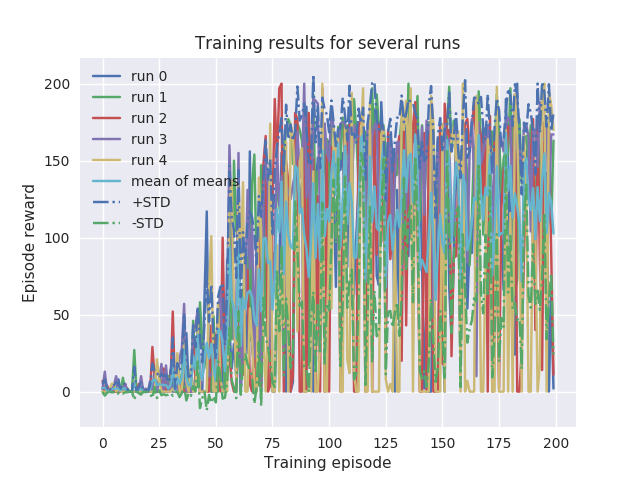 Training results for several runs
Episode reward
200
150
100
50
0
run 0
run 1
run 2
run 3
run 4
mean of means
+STD
-STD
0 25 50 75 100 125 150 175 200
Training episode